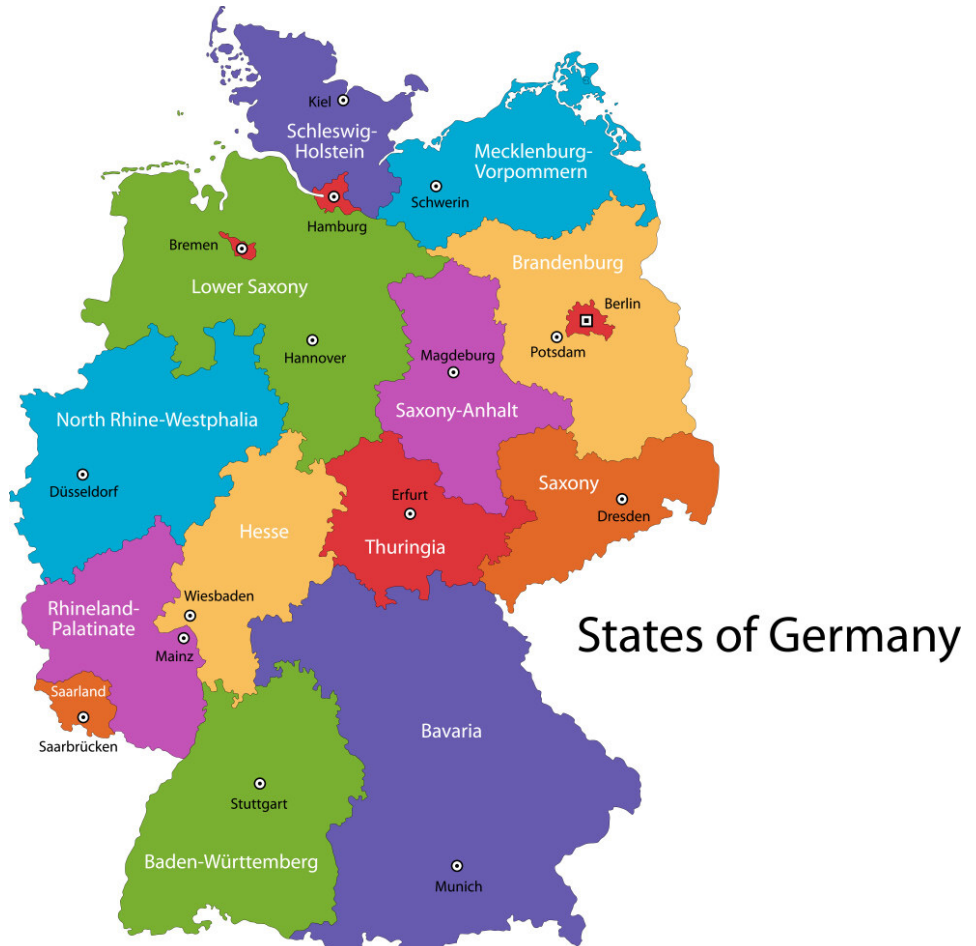 Kiel
Schleswig-
Holstein
Mecklenburg-
Vorpommern
Schwerin
Hamburg
Bremen
Brandenburg
Lower Saxony
Berlin
Potsdam
Hannover
Magdeburg
Saxony-Anhalt
North Rhine-Westphalia
Düsseldorf
Saxony
Erfurt
Dresden
Hesse
Thuringia
Wiesbaden
Rhineland-
Palatinate
Mainz
States of Germany
Saarland
Saarbrücken
Bavaria
Stuttgart
Baden-Württemberg
Munich